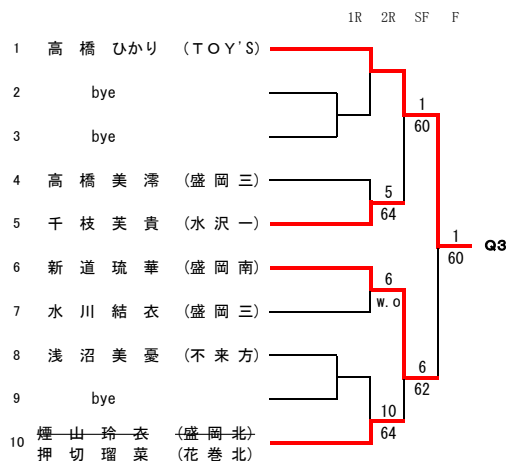 1R 2R SF F
1 高橋 ひかり (TOY'S)
2 bye
1
60
3 bye
4 高橋 美澪 (盛岡三)
5
64
5 千枝 芙貴 (水沢一)
1
60
Q3
6 新道 琉華 (盛岡南)
6
w.o
7 水川 結衣 (盛岡三)
8 浅沼 美憂 (不来方)
6
62
9 bye
10
64
10 煙山 玲衣 (盛岡北)
押切 瑠菜 (花巻北)